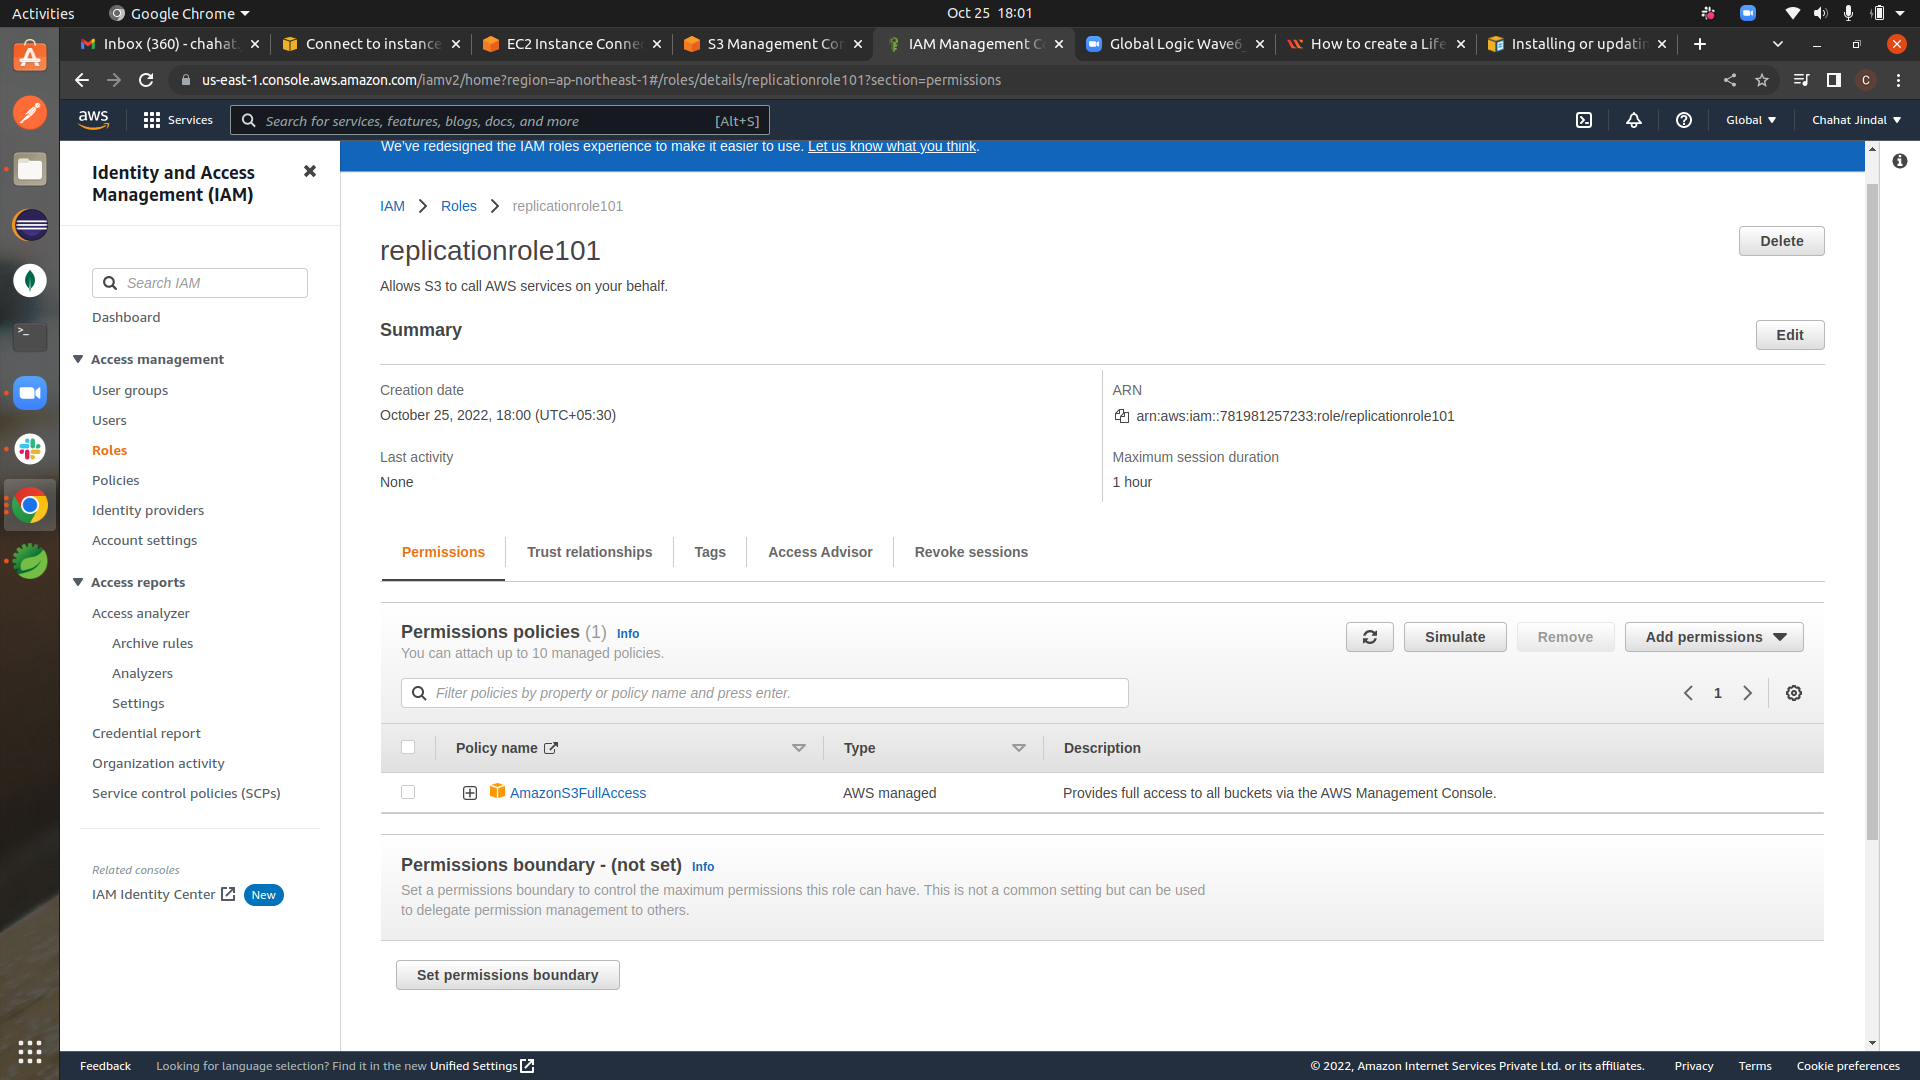 Activities
Google Chrome
Oct 25 18:01
Inbox (360) - chahat.
Connect to instance
EC2 Instance Conne
S3 Management Con
IAM Management C
Global Logic Wave6
How to create a Life
Installing or updatin
us-east-1.console.aws.amazon.com/iamv2/home?region=ap-northeast-1#/roles/details/replicationrole101?section=permissions
C
aws
Services
Search for services, features, blogs, docs, and more
[Alt+S]
Global
Chahat Jindal
Identity and Access
Management (IAM)
Search IAM
Dashboard
Access management
User groups
Users
Roles
Policies
Identity providers
Account settings
Access reports
Access analyzer
Archive rules
Analyzers
Settings
Credential report
Organization activity
Service control policies (SCPs)
Related consoles
IAM Identity Center
New
We've redesigned the IAM roles experience to make it easier to use. Let us know what you think.
IAM
Roles
replicationrole101
replicationrole101
Delete
Allows S3 to call AWS services on your behalf.
Summary
Edit
Creation date
October 25, 2022, 18:00 (UTC+05:30)
ARN
arn:aws:iam::781981257233:role/replicationrole101
Last activity
None
Maximum session duration
1 hour
Permissions
Trust relationships
Tags
Access Advisor
Revoke sessions
Permissions policies (1)
Info
You can attach up to 10 managed policies.
Simulate
Remove
Add permissions
Filter policies by property or policy name and press enter.
1
Policy name
Type
Description
AmazonS3FullAccess
AWS managed
Provides full access to all buckets via the AWS Management Console.
Permissions boundary - (not set)
Info
Set a permissions boundary to control the maximum permissions this role can have. This is not a common setting but can be used
to delegate permission management to others.
Set permissions boundary
Feedback
Looking for language selection? Find it in the new Unified Settings
© 2022, Amazon Internet Services Private Ltd. or its affiliates.
Privacy
Terms
Cookie preferences